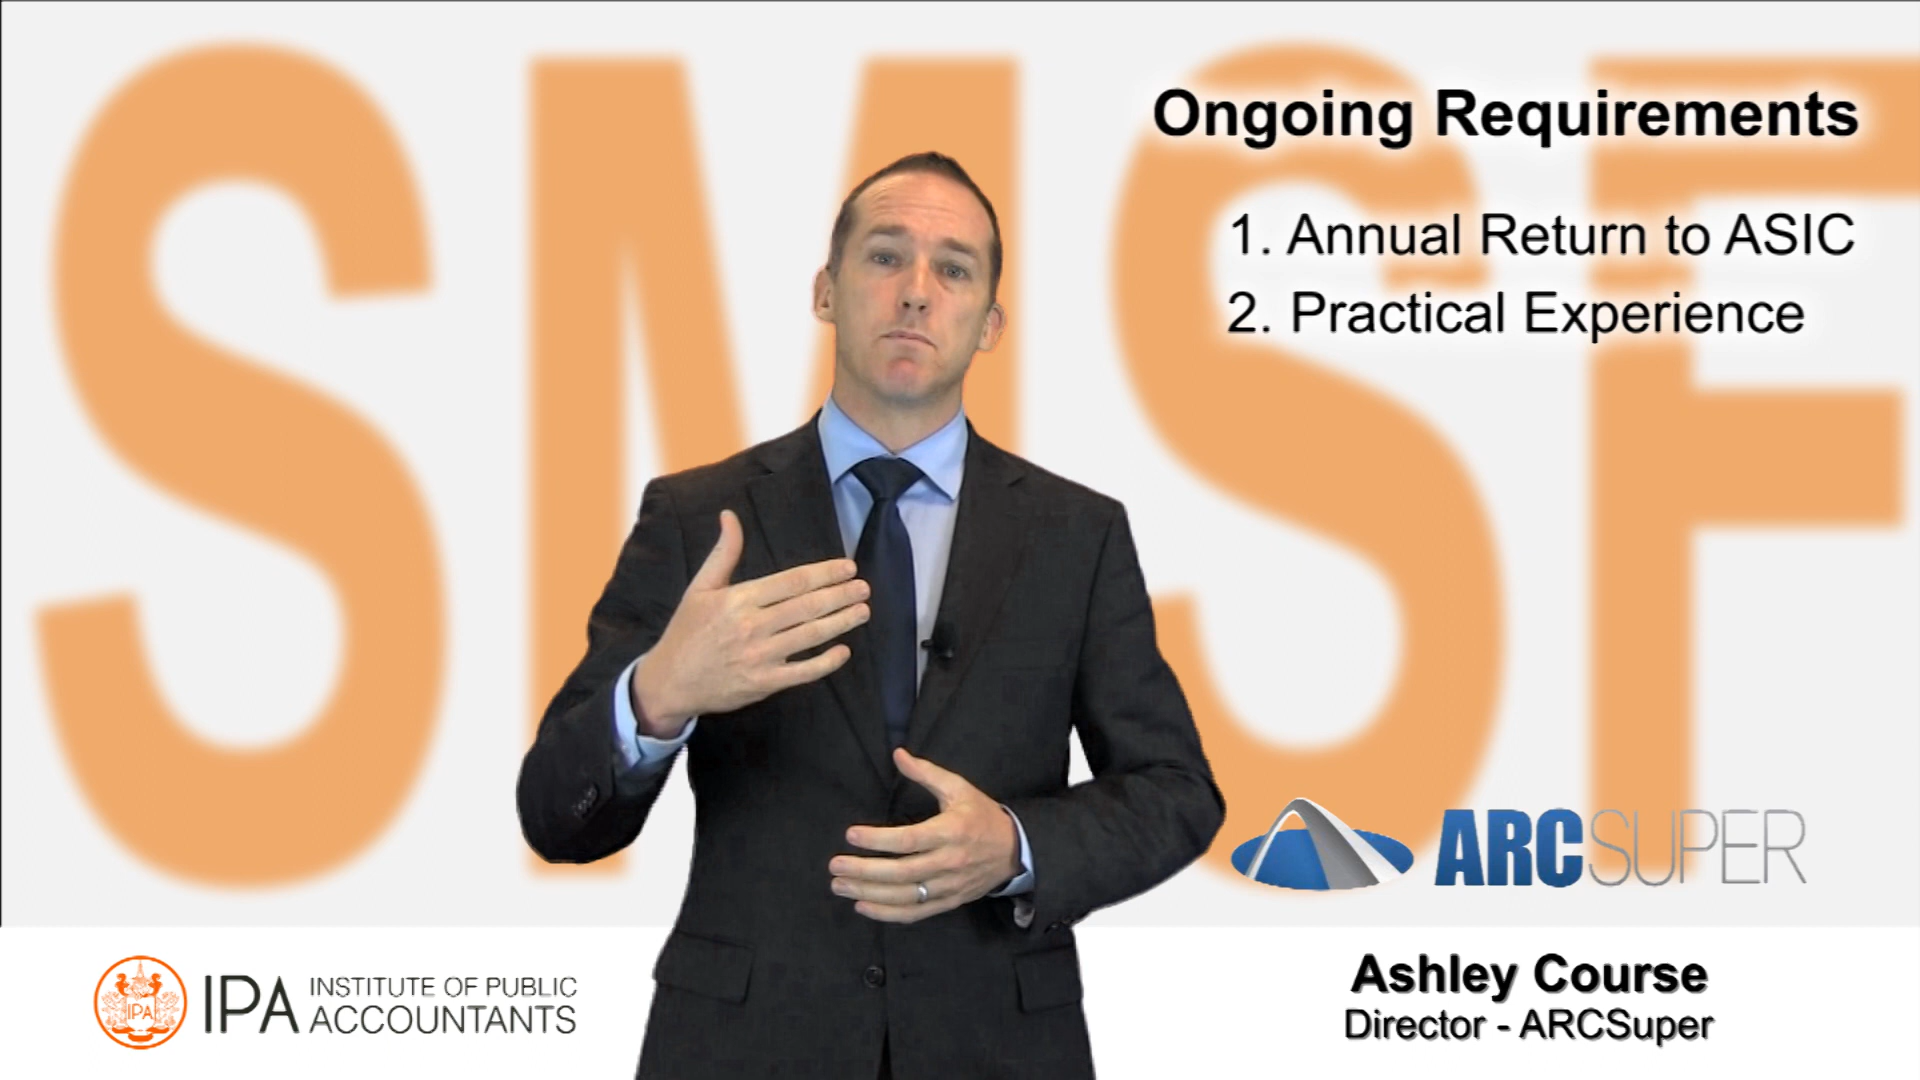 SMSF
Ongoing Requirements
1. Annual Return to ASIC
2. Practical Experience
ARCSUPER
IPA
IPA
INSTITUTE OF PUBLIC
ACCOUNTANTS
Ashley Course
Director - ARCSuper